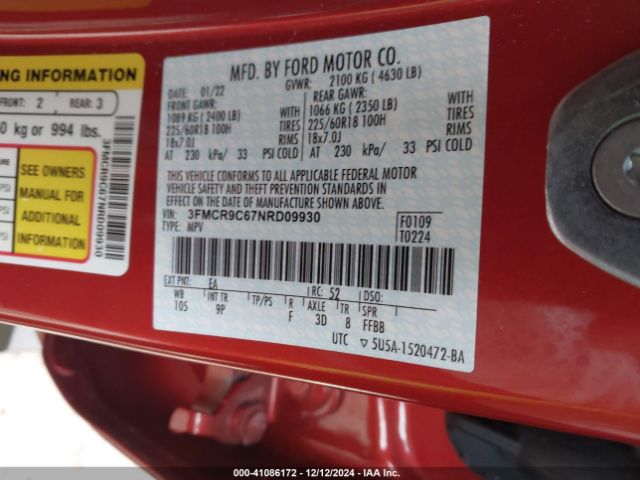 NG INFORMATION
FRONT: 2 REAR: 3
0 kg or 994 lbs.
SEE OWNERS
MANUAL FOR
ADDITIONAL
INFORMATION
PSI
PSI
3FMCR9C67NRD09930
MFD. BY FORD MOTOR CO.
DATE: 01/22 GVWR: 2100 KG ( 4630 LB)
FRONT GAWR: REAR GAWR:
1089 KG ( 2400 LB) WITH 1066 KG ( 2350 LB) WITH
225/60R18 100H TIRES 225/60R18 100H TIRES
18x7.0J RIMS 18x7.0J RIMS
AT 230 kPa/ 33 PSI COLD AT 230 kPa/ 33 PSI COLD
THIS VEHICLE CONFORMS TO ALL APPLICABLE FEDERAL MOTOR
VEHICLE SAFETY AND THEFT PREVENTION STANDARDS IN
EFFECT ON THE DATE OF MANUFACTURE SHOWN ABOVE.
VIN: 3FMCR9C67NRD09930 F0109
TYPE: MPV T0224
EXT PNT: EA RC: 52 DSO:
WB INT TR TP/PS R AXLE TR SPR
105 9P F 3D 8 FFBB
UTC ▽ 5U5A-1520472-BA
000-41086172 • 12/12/2024 • IAA Inc.